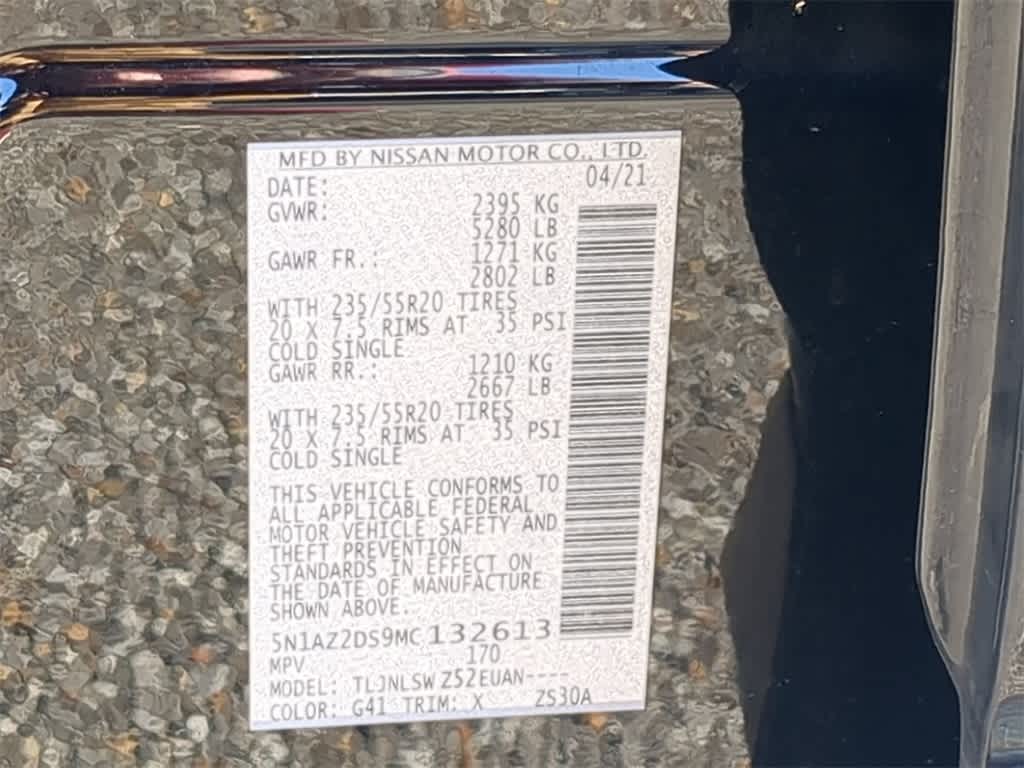 MFD BY NISSAN MOTOR CO., LTD.
DATE: 04/21
GVWR: 2395 KG
5280 LB
GAWR FR.: 1271 KG
2802 LB
WITH 235/55R20 TIRES
20 X 7.5 RIMS AT 35 PSI
COLD SINGLE
GAWR RR.: 1210 KG
2667 LB
WITH 235/55R20 TIRES
20 X 7.5 RIMS AT 35 PSI
COLD SINGLE
THIS VEHICLE CONFORMS TO
ALL APPLICABLE FEDERAL
MOTOR VEHICLE SAFETY AND
THEFT PREVENTION
STANDARDS IN EFFECT ON
THE DATE OF MANUFACTURE
SHOWN ABOVE.
5N1AZ2DS9MC132613
MPV 170
MODEL: Z52EUAN----
COLOR: G41 TRIM: X ZS30A